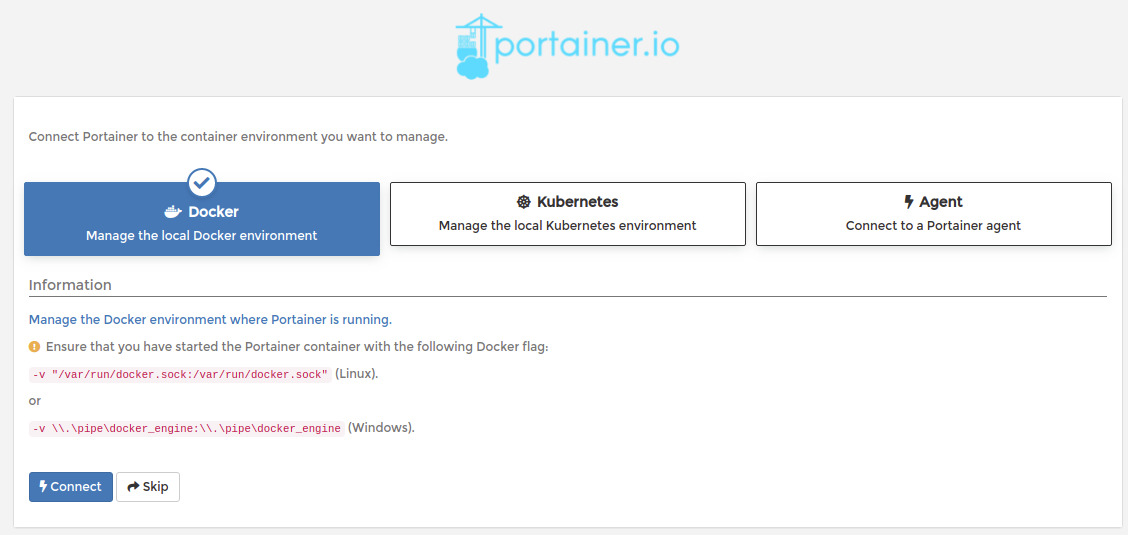 portainer.io
Connect Portainer to the container environment you want to manage.
Docker
Manage the local Docker environment
Kubernetes
Manage the local Kubernetes environment
Agent
Connect to a Portainer agent
Information
Manage the Docker environment where Portainer is running.
Ensure that you have started the Portainer container with the following Docker flag:
-v "/var/run/docker.sock:/var/run/docker.sock" (Linux).
or
-v \\.\pipe\docker_engine:\\.\pipe\docker_engine (Windows).
Connect Skip